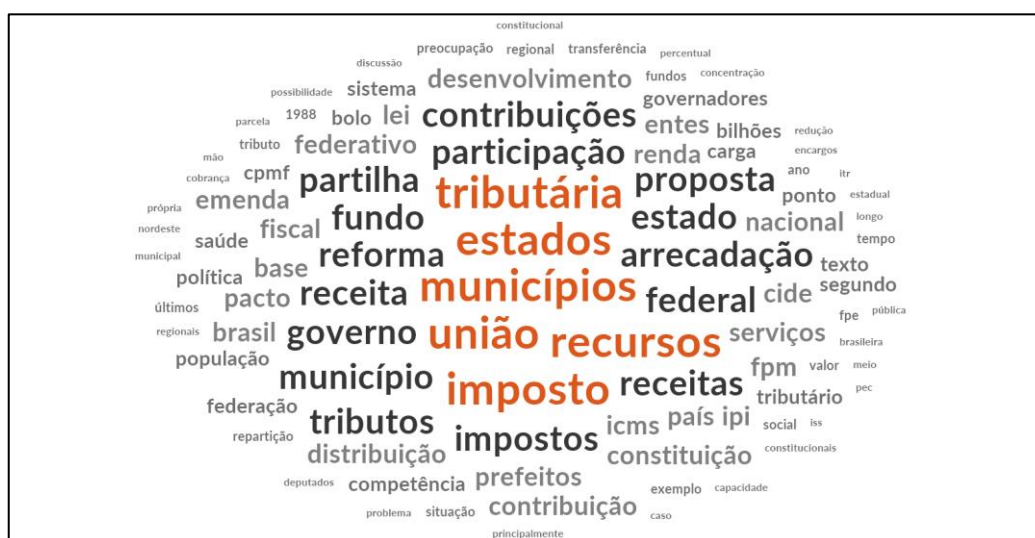 constitucional
preocupação regional transferência percentual
discussão
desenvolvimento fundos concentração
possibilidade sistema
contribuições governadores
parcela 1988 bolo lei entes bilhões redução
tributo federativo participação renda carga encargos
mão
cobrança cpmf partilha tributária proposta ano itr
própria emenda ponto estadual
nordeste fiscal fundo estados estado nacional longo
municipal saúde reforma arrecadação tempo
política base texto
últimos pacto receita municípios federal cide segundo
regionais brasil governo união recursos serviços fpe pública
brasileira
população
município imposto receitas fpm valor meio
federação tributário pec
repartição tributos impostos icms país ipi social iss
distribuição constituição constitucionais
deputados competência prefeitos exemplo capacidade
problema situação contribuição caso
principalmente